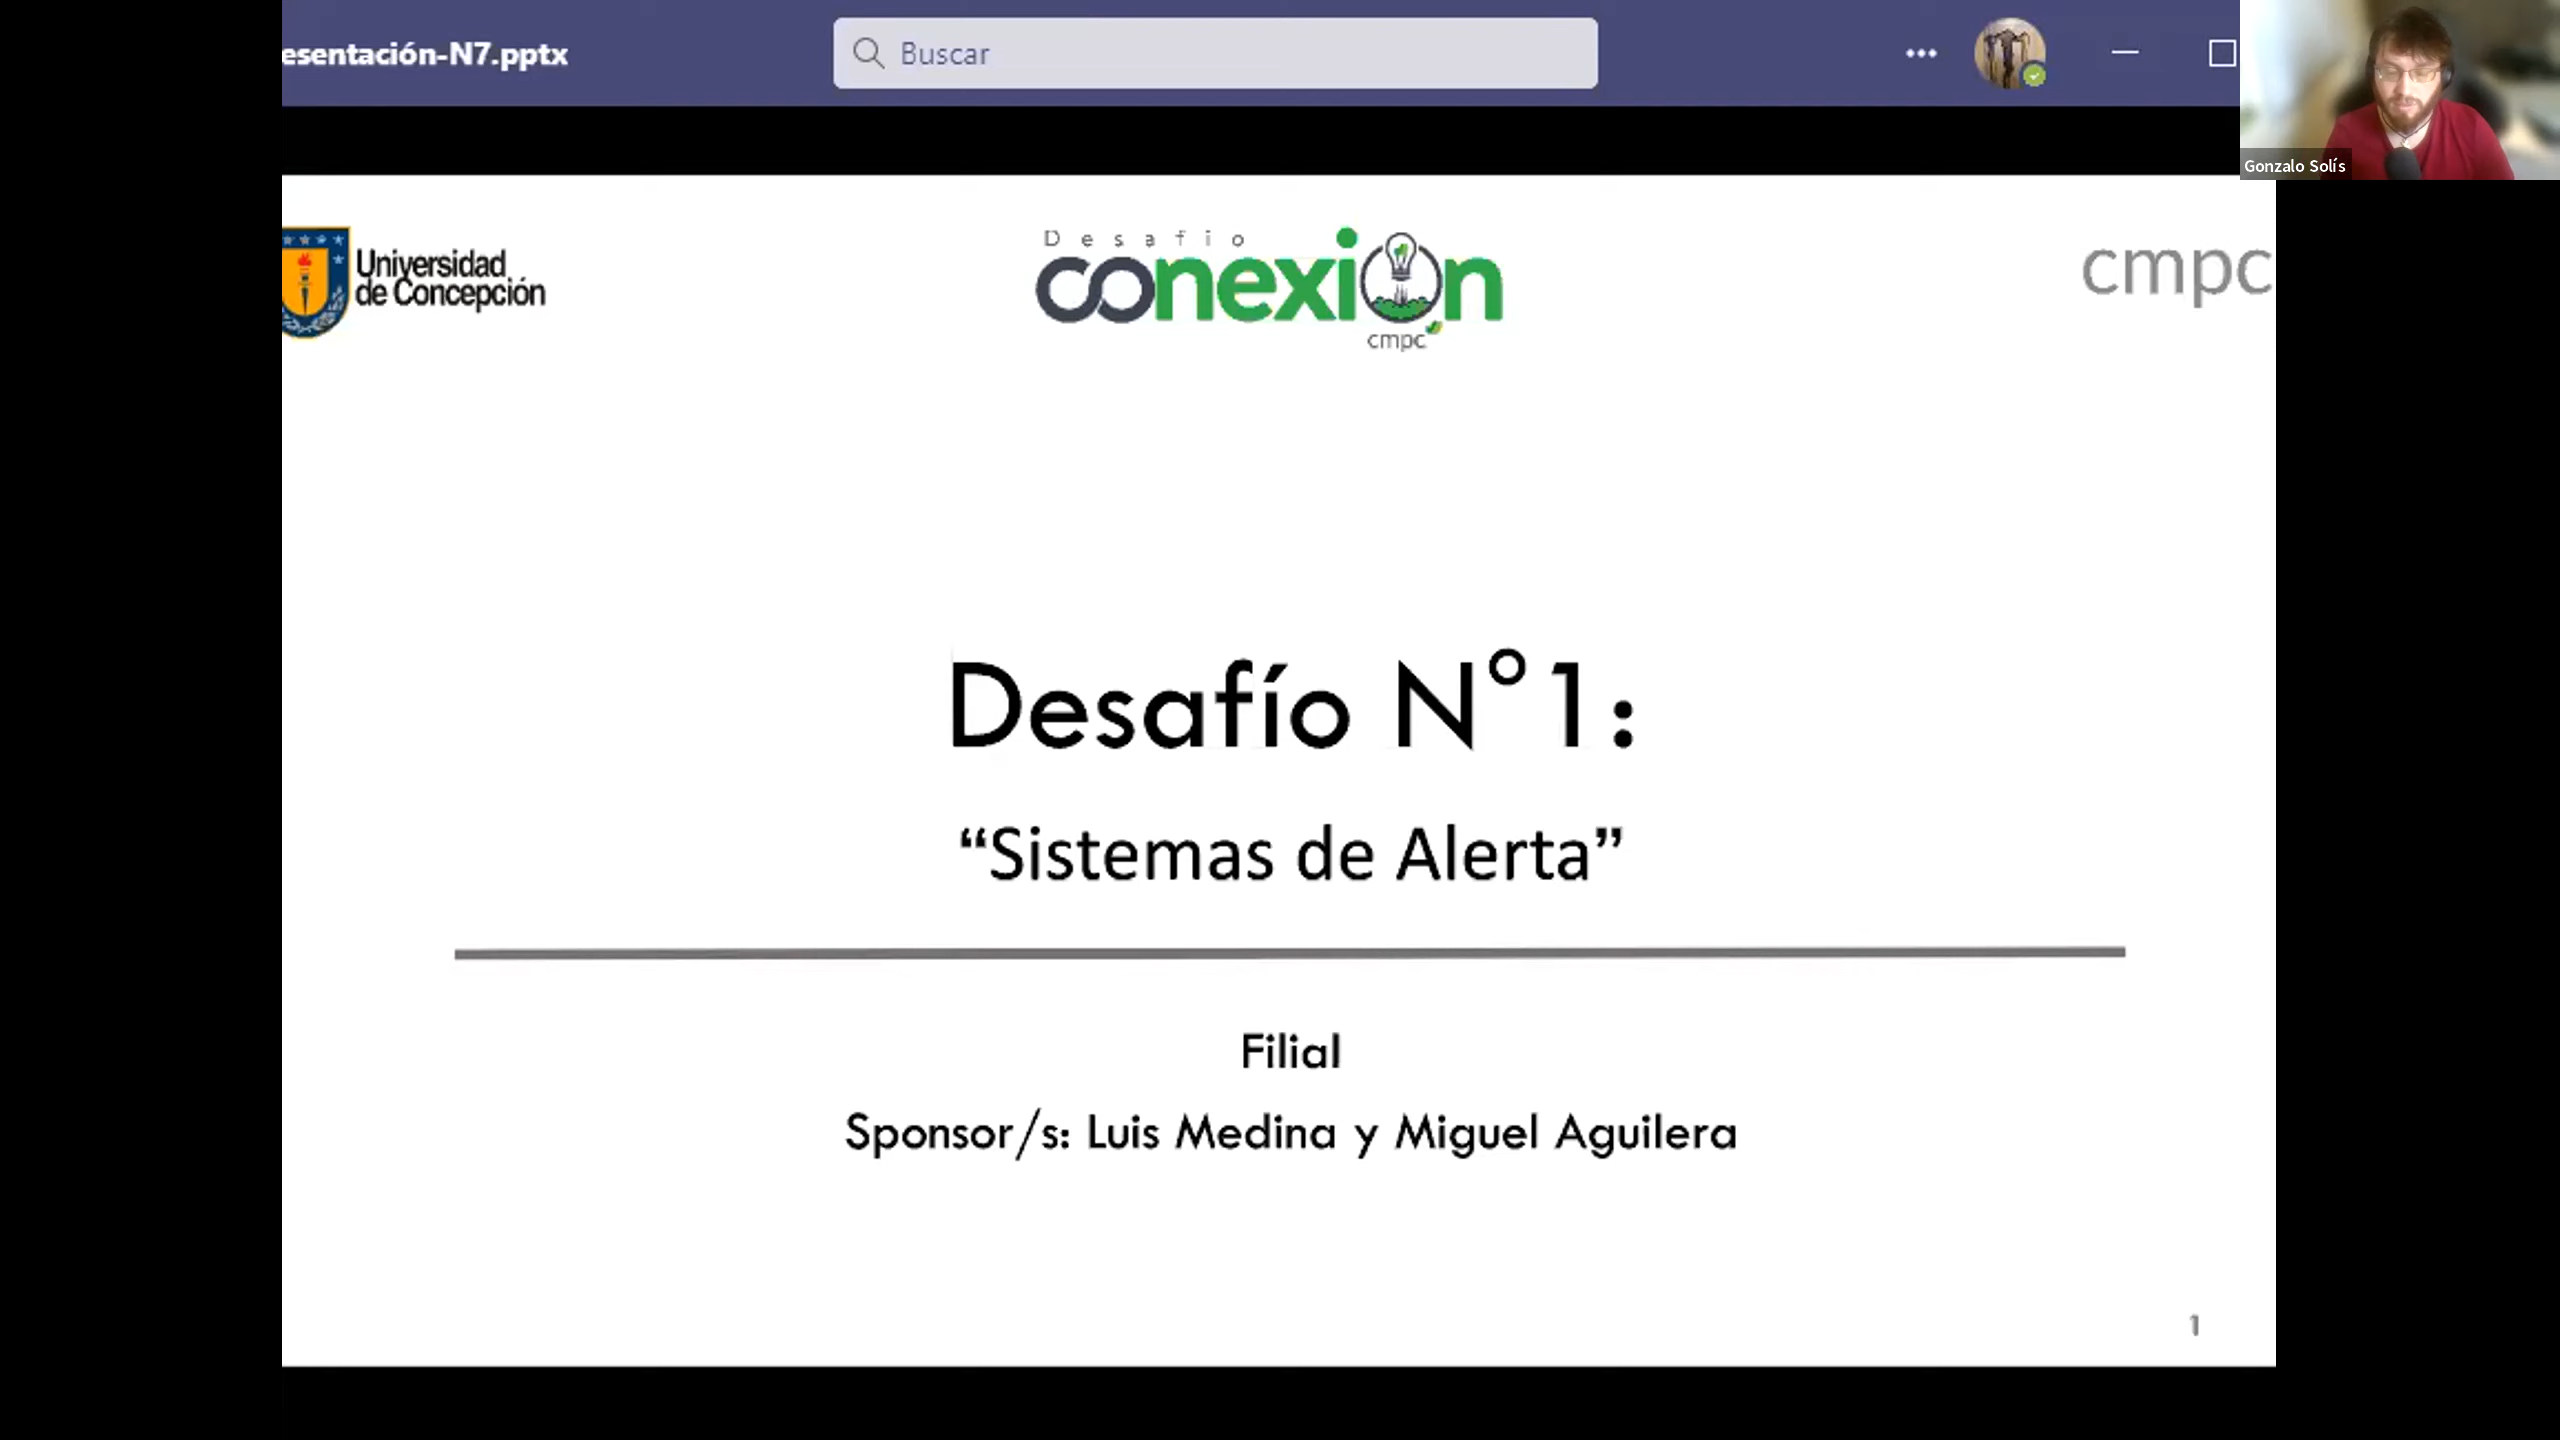 esentación-N7.pptx
Buscar
Gonzalo Solís
Universidad
de Concepción
Desafío
conexión
cmpc
cmpc
Desafío N°1:
“Sistemas de Alerta”
Filial
Sponsor/s: Luis Medina y Miguel Aguilera
1